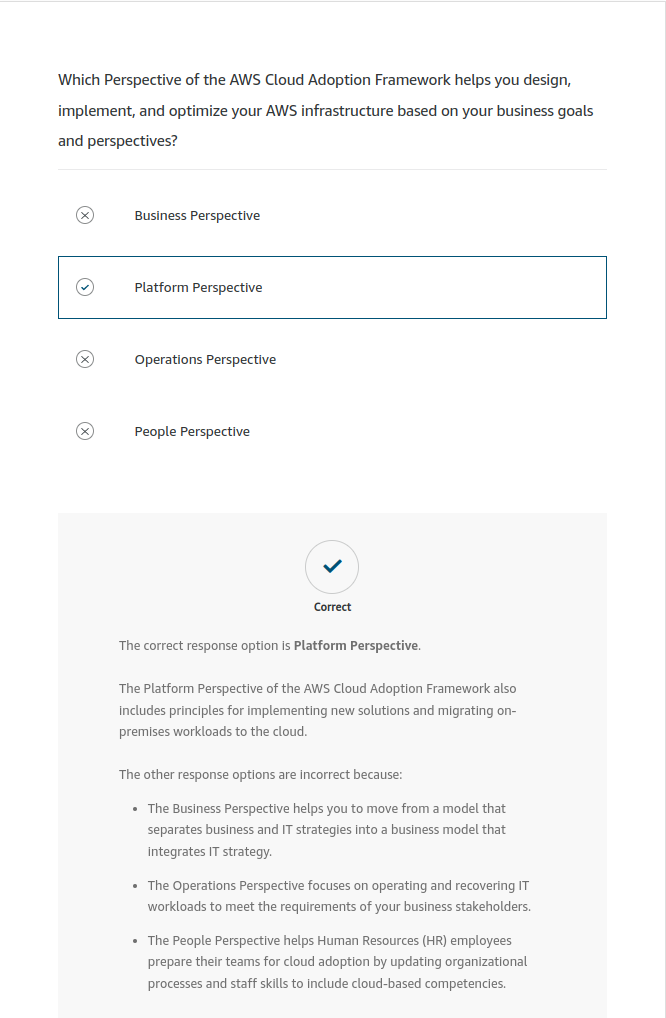 Which Perspective of the AWS Cloud Adoption Framework helps you design,
implement, and optimize your AWS infrastructure based on your business goals
and perspectives?
Business Perspective
Platform Perspective
Operations Perspective
People Perspective
Correct
The correct response option is Platform Perspective.
The Platform Perspective of the AWS Cloud Adoption Framework also
includes principles for implementing new solutions and migrating on-
premises workloads to the cloud.
The other response options are incorrect because:
• The Business Perspective helps you to move from a model that
separates business and IT strategies into a business model that
integrates IT strategy.
• The Operations Perspective focuses on operating and recovering IT
workloads to meet the requirements of your business stakeholders.
• The People Perspective helps Human Resources (HR) employees
prepare their teams for cloud adoption by updating organizational
processes and staff skills to include cloud-based competencies.